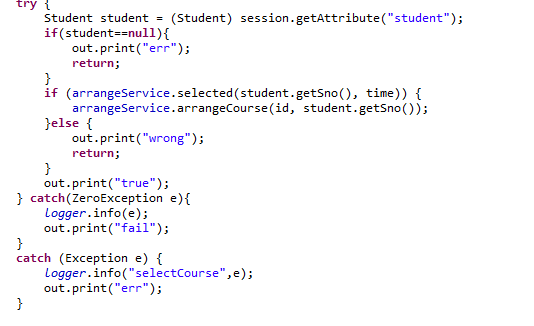 try {
    Student student = (Student) session.getAttribute("student");
    if(student==null){
        out.print("err");
        return;
    }
    if (arrangeService.selected(student.getSno(), time)) {
        arrangeService.arrangeCourse(id, student.getSno());
    }else {
        out.print("wrong");
        return;
    }
    out.print("true");
} catch(ZeroException e){
    logger.info(e);
    out.print("fail");
}
catch (Exception e) {
    logger.info("selectCourse",e);
    out.print("err");
}